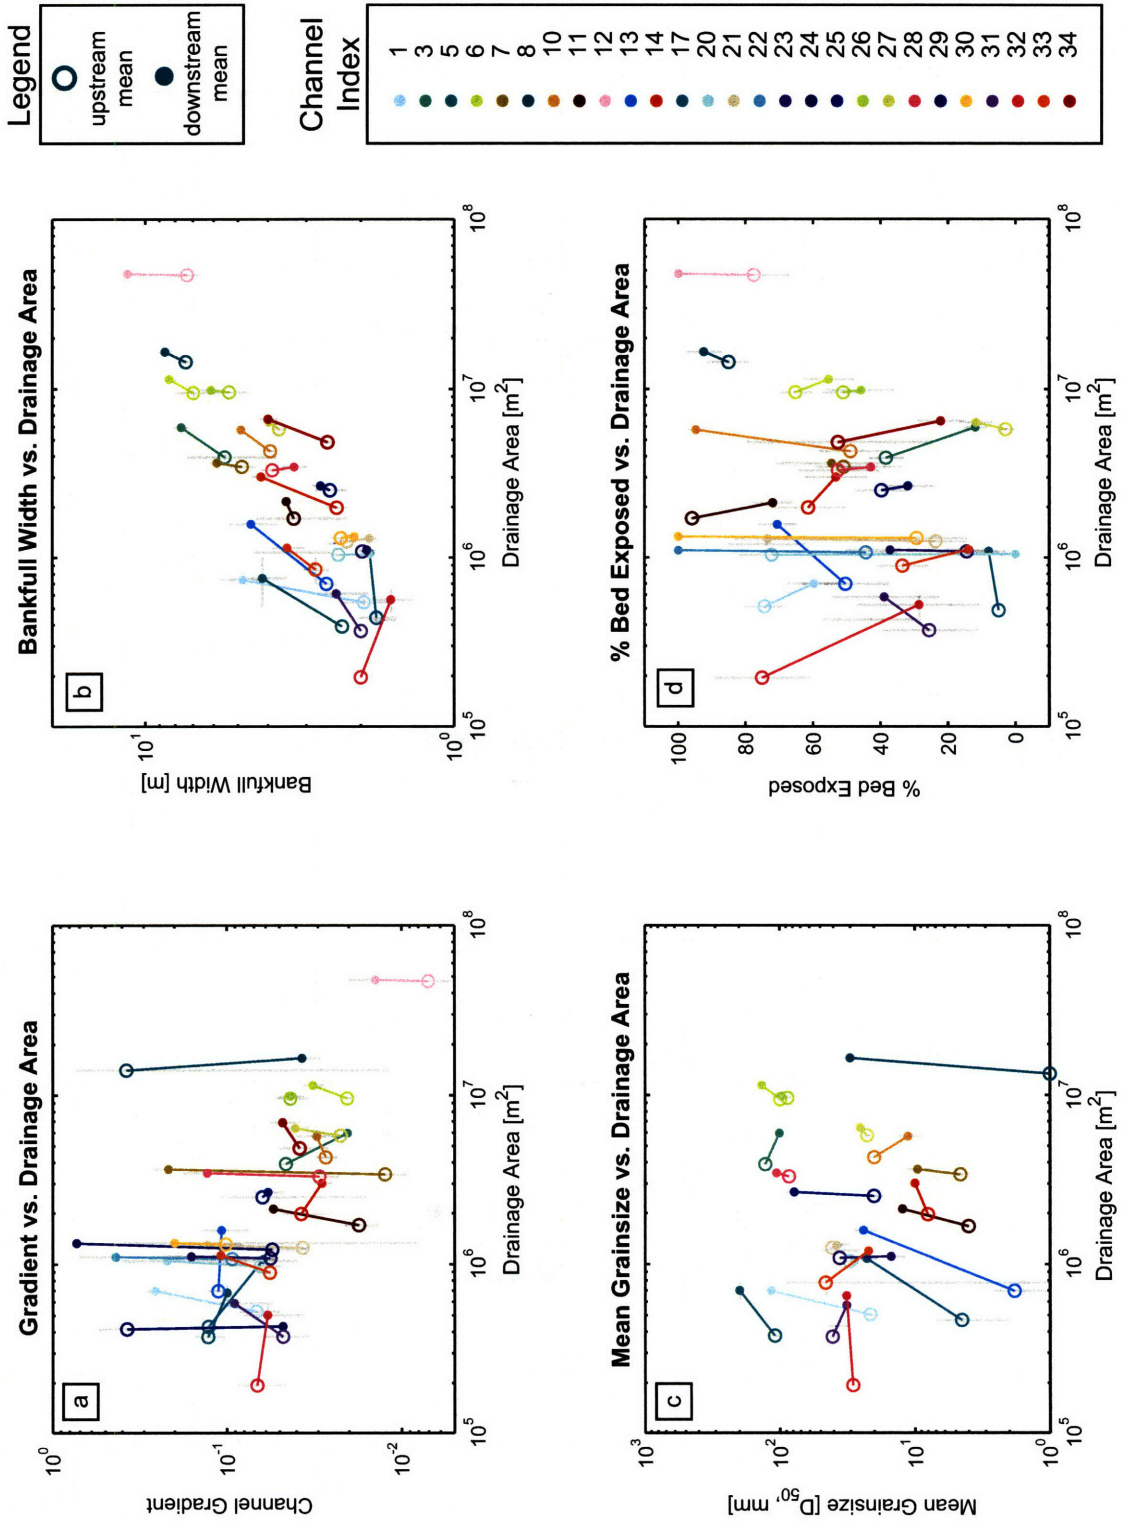 Gradient vs. Drainage Area
a
Channel Gradient
10^0
10^-1
10^-2
10^5
10^6
10^7
10^8
Drainage Area [m^2]
Bankfull Width vs. Drainage Area
b
Bankfull Width [m]
10^1
10^0
10^5
10^6
10^7
10^8
Drainage Area [m^2]
Mean Grainsize vs. Drainage Area
c
Mean Grainsize [D_50, mm]
10^3
10^2
10^1
10^0
10^5
10^6
10^7
10^8
Drainage Area [m^2]
% Bed Exposed vs. Drainage Area
d
% Bed Exposed
100
80
60
40
20
0
10^5
10^6
10^7
10^8
Drainage Area [m^2]
Legend
upstream
mean
downstream
mean
Channel
Index
1
3
5
6
7
8
10
11
12
13
14
17
20
21
22
23
24
25
26
27
28
29
30
31
32
33
34